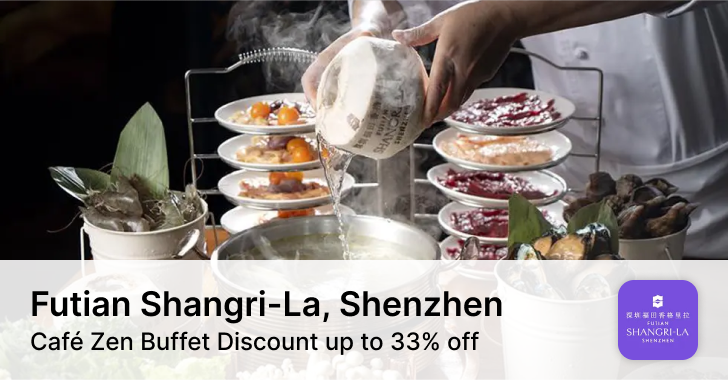 Futian Shangri-La, Shenzhen
Café Zen Buffet Discount up to 33% off
深圳福田香格里拉
FUTIAN
SHANGRI-LA
SHENZHEN